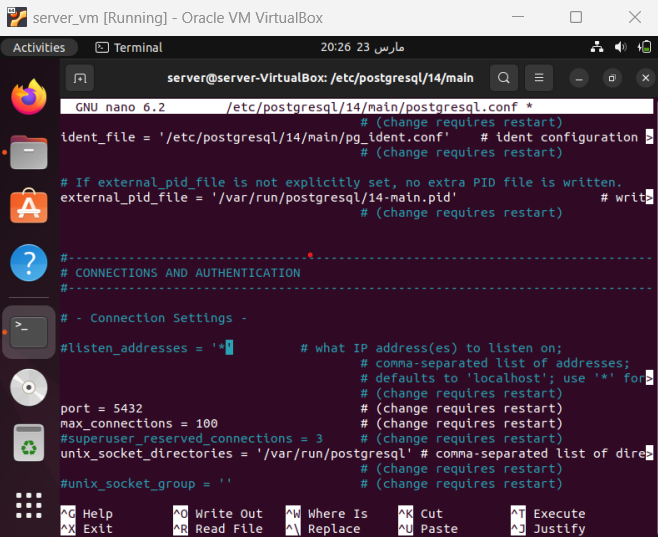 server_vm [Running] - Oracle VM VirtualBox
Activities Terminal 20:26 23 مارس
server@server-VirtualBox: /etc/postgresql/14/main
GNU nano 6.2 /etc/postgresql/14/main/postgresql.conf *
# (change requires restart)
ident_file = '/etc/postgresql/14/main/pg_ident.conf' # ident configuration >
# (change requires restart)
# If external_pid_file is not explicitly set, no extra PID file is written.
external_pid_file = '/var/run/postgresql/14-main.pid' # writ>
# (change requires restart)
#------------------------------------------------------------------------------
# CONNECTIONS AND AUTHENTICATION
#------------------------------------------------------------------------------
# - Connection Settings -
#listen_addresses = '*' # what IP address(es) to listen on;
# comma-separated list of addresses;
# defaults to 'localhost'; use '*' for>
# (change requires restart)
port = 5432 # (change requires restart)
max_connections = 100 # (change requires restart)
#superuser_reserved_connections = 3 # (change requires restart)
unix_socket_directories = '/var/run/postgresql' # comma-separated list of dire>
# (change requires restart)
#unix_socket_group = '' # (change requires restart)
^G Help ^O Write Out ^W Where Is ^K Cut ^T Execute
^X Exit ^R Read File ^\ Replace ^U Paste ^J Justify